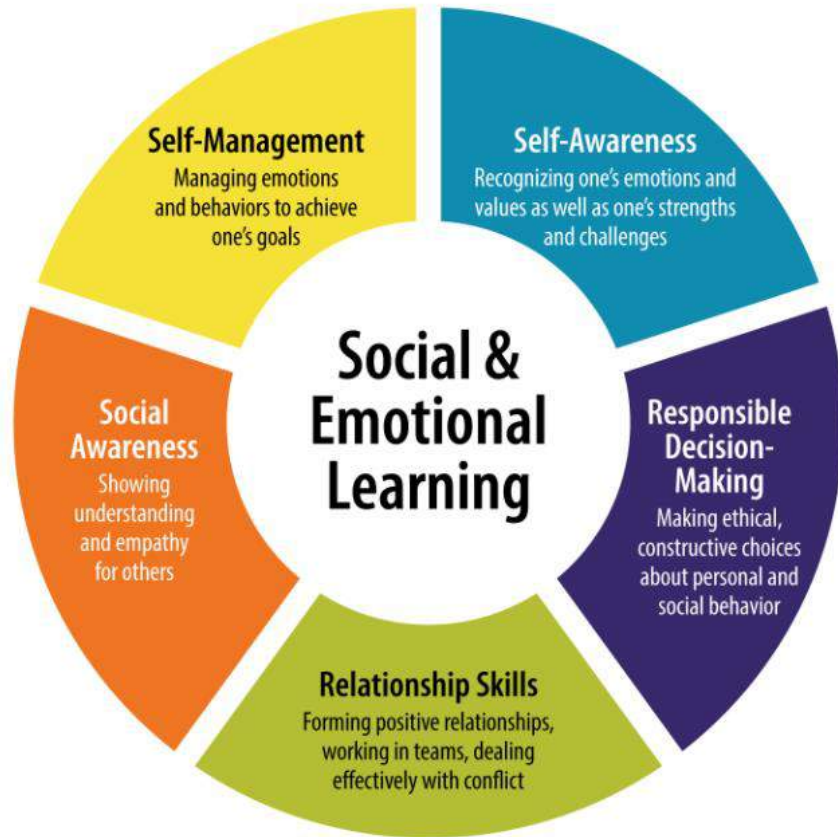 Social &
Emotional
Learning
Self-Management
Managing emotions
and behaviors to achieve
one's goals
Self-Awareness
Recognizing one's emotions and
values as well as one's strengths
and challenges
Social
Awareness
Showing
understanding
and empathy
for others
Responsible
Decision-
Making
Making ethical,
constructive choices
about personal and
social behavior
Relationship Skills
Forming positive relationships,
working in teams, dealing
effectively with conflict